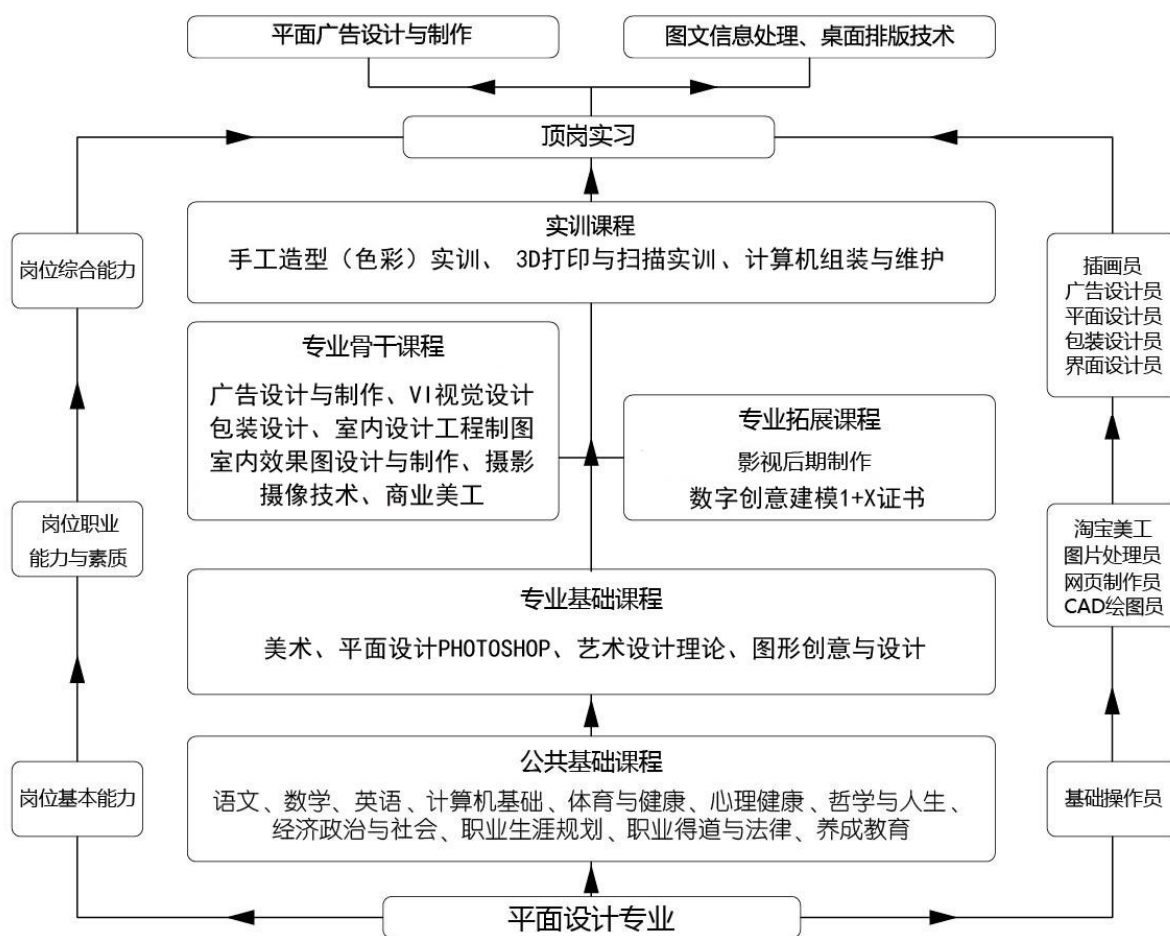 平面广告设计与制作
图文信息处理、桌面排版技术
顶岗实习
实训课程
手工造型（色彩）实训、 3D打印与扫描实训、计算机组装与维护
岗位综合能力
插画员
广告设计员
平面设计员
包装设计员
界面设计员
专业骨干课程
广告设计与制作、VI视觉设计
包装设计、室内设计工程制图
室内效果图设计与制作、摄影
摄像技术、商业美工
专业拓展课程
影视后期制作
数字创意建模1+X证书
岗位职业
能力与素质
淘宝美工
图片处理员
网页制作员
CAD绘图员
专业基础课程
美术、平面设计PHOTOSHOP、艺术设计理论、图形创意与设计
公共基础课程
语文、数学、英语、计算机基础、体育与健康、心理健康、哲学与人生、
经济政治与社会、职业生涯规划、职业得道与法律、养成教育
岗位基本能力
基础操作员
平面设计专业